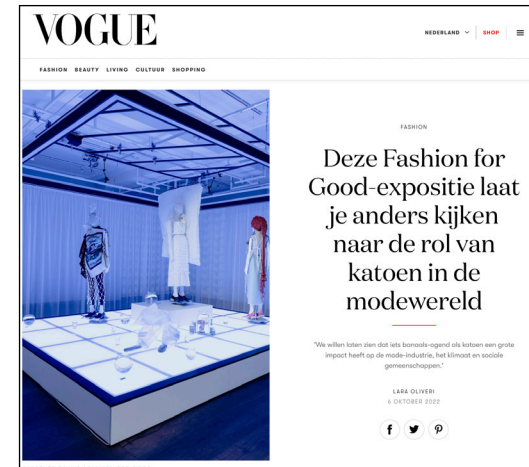 VOGUE
NEDERLAND
SHOP
FASHION BEAUTY LIVING CULTUUR SHOPPING
FASHION
Deze Fashion for
Good-expositie laat
je anders kijken
naar de rol van
katoen in de
modewereld
'We willen laten zien dat iets banaals-ogend als katoen een grote
impact heeft op de mode-industrie, het klimaat en sociale
gemeenschappen.'
LARA OLIVERI
6 OKTOBER 2022